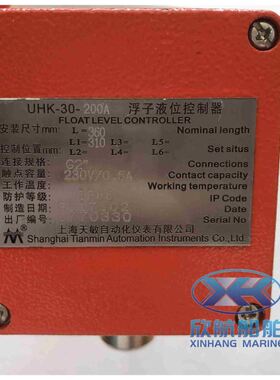 UHK-30-200A 浮子液位控制器
FLOAT LEVEL CONTROLLER
安装尺寸mm: L=360 Nominal length
控制位置mm: L1=310 L3= L5= Set situs
L2= L4= L6=
连接规格: G2" Connections
触点容量: 230V/0.5A Contact capacity
工作温度: Working temperature
防护等级: IP Code
制造日期: Date
出厂编号: Serial No
上海天敏自动化仪表有限公司
Shanghai Tianmin Automation Instruments Co.,Ltd.
欣航船舶
XINHANG MARINE